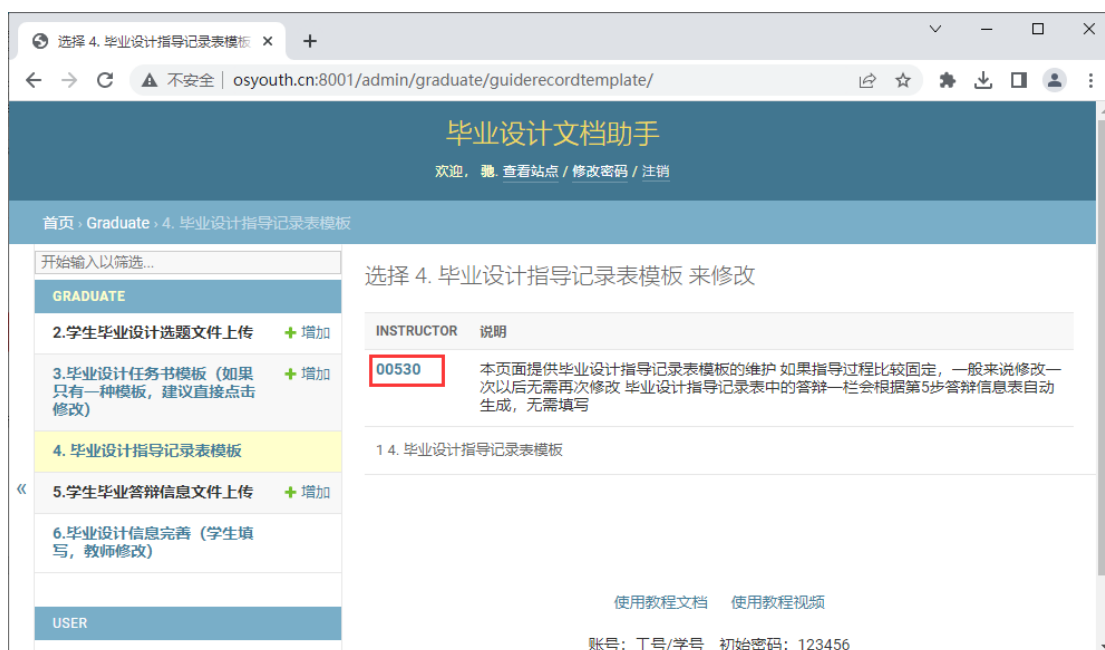 选择 4. 毕业设计指导记录表模板
不安全 | osyouth.cn:8001/admin/graduate/guiderecordtemplate/
毕业设计文档助手
欢迎， 驰. 查看站点 / 修改密码 / 注销
首页 › Graduate › 4. 毕业设计指导记录表模板
开始输入以筛选...
GRADUATE
2.学生毕业设计选题文件上传 增加
3.毕业设计任务书模板（如果
只有一种模板，建议直接点击
修改） 增加
4. 毕业设计指导记录表模板
5.学生毕业答辩信息文件上传 增加
6.毕业设计信息完善（学生填
写，教师修改）
USER
«
选择 4. 毕业设计指导记录表模板 来修改
INSTRUCTOR 说明
00530 本页面提供毕业设计指导记录表模板的维护 如果指导过程比较固定，一般来说修改一
次以后无需再次修改 毕业设计指导记录表中的答辩一栏会根据第5步答辩信息表自动
生成，无需填写
1 4. 毕业设计指导记录表模板
使用教程文档 使用教程视频
账号：工号/学号 初始密码：123456